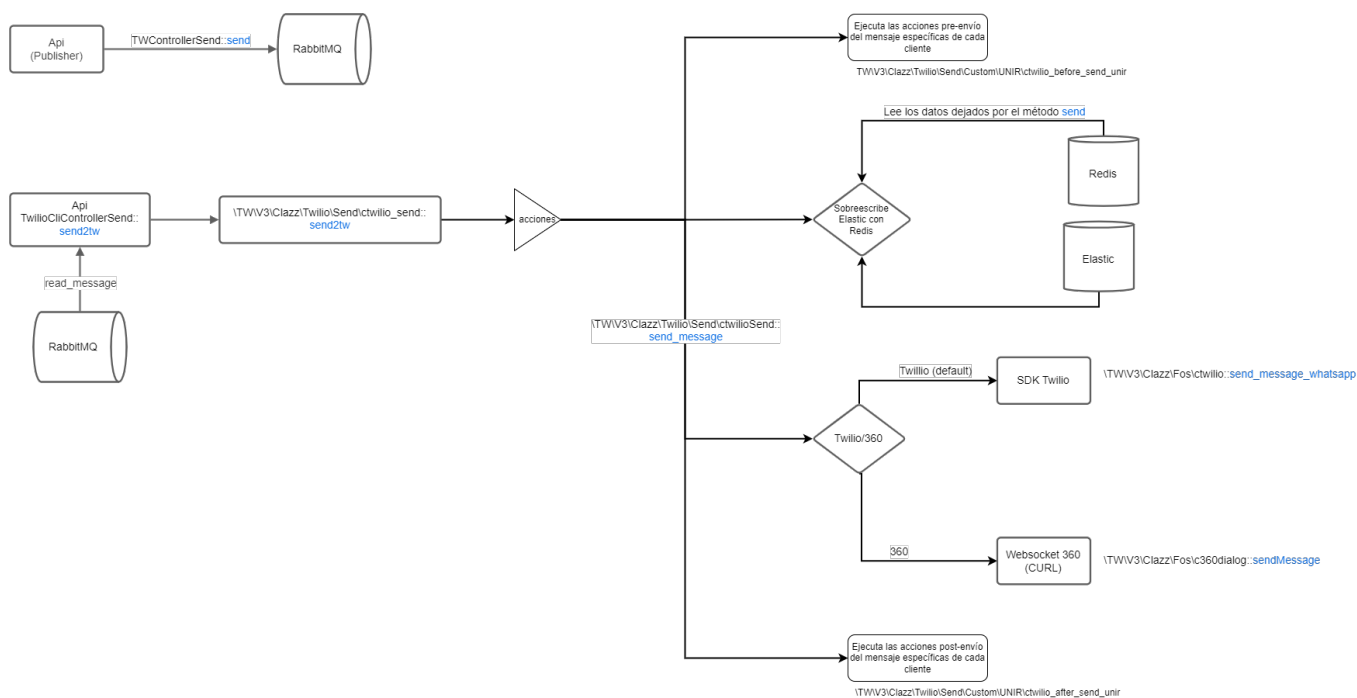 Api
(Publisher)
TWControllerSend::send
RabbitMQ
Ejecuta las acciones pre-envío
del mensaje específicas de cada
cliente
TW\V3\Clazz\Twilio\Send\Custom\UNIR\ctwilio_before_send_unir
Lee los datos dejados por el método send
Redis
Sobreescribe
Elastic con
Redis
Elastic
Api
TwilioCliControllerSend::
send2tw
\TW\V3\Clazz\Twilio\Send\ctwilio_send::
send2tw
acciones
read_message
RabbitMQ
\TW\V3\Clazz\Twilio\Send\ctwilioSend::
send_message
Twillio (default)
SDK Twilio
\TW\V3\Clazz\Fos\ctwilio::send_message_whatsapp
Twilio/360
360
Websocket 360
(CURL)
\TW\V3\Clazz\Fos\c360dialog::sendMessage
Ejecuta las acciones post-envío
del mensaje específicas de cada
cliente
\TW\V3\Clazz\Twilio\Send\Custom\UNIR\ctwilio_after_send_unir